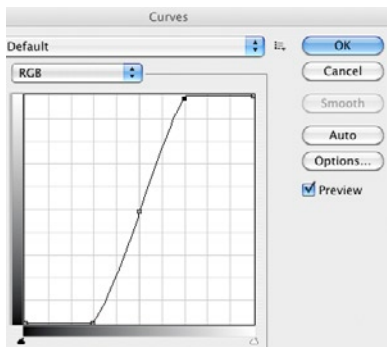 Curves
Default
OK
RGB
Cancel
Smooth
Auto
Options...
Preview